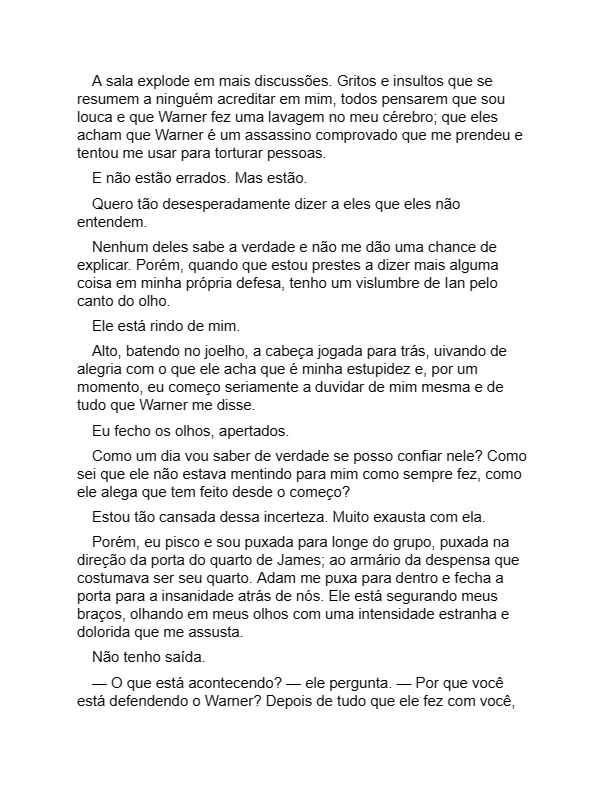 A sala explode em mais discussões. Gritos e insultos que se
resumem a ninguém acreditar em mim, todos pensarem que sou
louca e que Warner fez uma lavagem no meu cérebro; que eles
acham que Warner é um assassino comprovado que me prendeu e
tentou me usar para torturar pessoas.
E não estão errados. Mas estão.
Quero tão desesperadamente dizer a eles que eles não
entendem.
Nenhum deles sabe a verdade e não me dão uma chance de
explicar. Porém, quando que estou prestes a dizer mais alguma
coisa em minha própria defesa, tenho um vislumbre de Ian pelo
canto do olho.
Ele está rindo de mim.
Alto, batendo no joelho, a cabeça jogada para trás, uivando de
alegria com o que ele acha que é minha estupidez e, por um
momento, eu começo seriamente a duvidar de mim mesma e de
tudo que Warner me disse.
Eu fecho os olhos, apertados.
Como um dia vou saber de verdade se posso confiar nele? Como
sei que ele não estava mentindo para mim como sempre fez, como
ele alega que tem feito desde o começo?
Estou tão cansada dessa incerteza. Muito exausta com ela.
Porém, eu pisco e sou puxada para longe do grupo, puxada na
direção da porta do quarto de James; ao armário da despensa que
costumava ser seu quarto. Adam me puxa para dentro e fecha a
porta para a insanidade atrás de nós. Ele está segurando meus
braços, olhando em meus olhos com uma intensidade estranha e
dolorida que me assusta.
Não tenho saída.
— O que está acontecendo? — ele pergunta. — Por que você
está defendendo o Warner? Depois de tudo que ele fez com você,